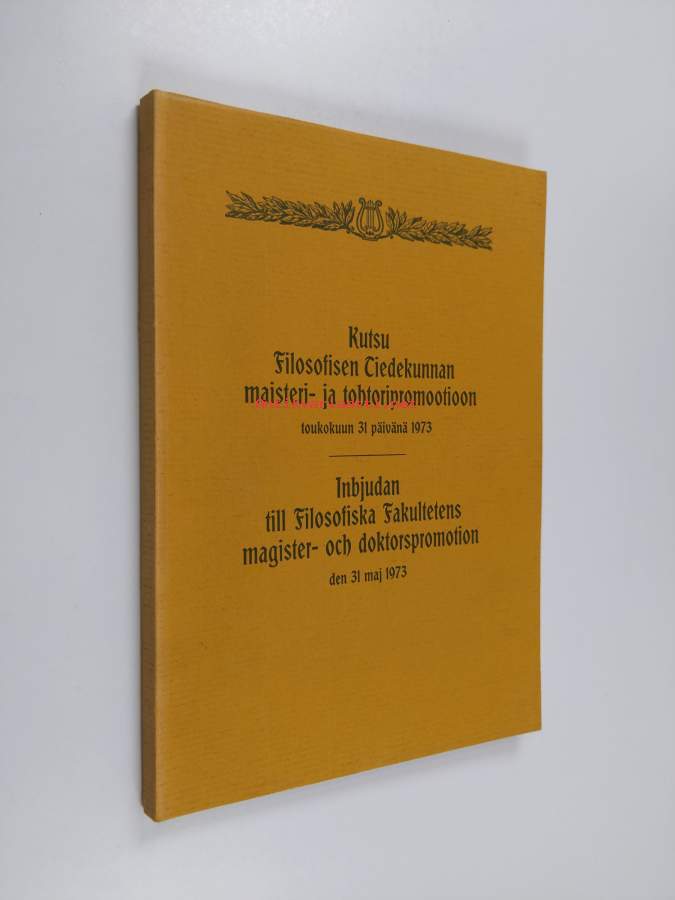 Kutsu
Filosofisen Tiedekunnan
maisteri- ja tohtoripromootioon
toukokuun 31 päivänä 1973
Inbjudan
till Filosofiska Fakultetens
magister- och doktorspromotion
den 31 maj 1973